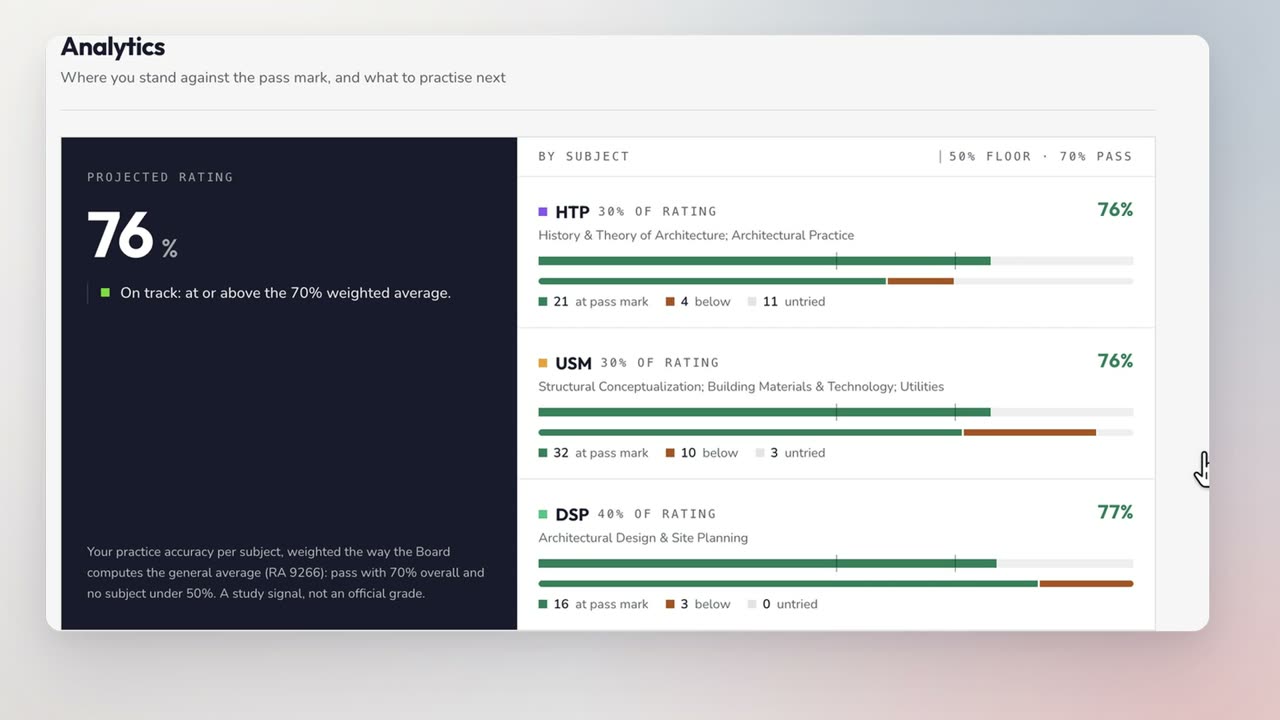 Analytics
Where you stand against the pass mark, and what to practise next
PROJECTED RATING
76 %
On track: at or above the 70% weighted average.
Your practice accuracy per subject, weighted the way the Board
computes the general average (RA 9266): pass with 70% overall and
no subject under 50%. A study signal, not an official grade.
BY SUBJECT | 50% FLOOR · 70% PASS
HTP 30% OF RATING 76%
History & Theory of Architecture; Architectural Practice
21 at pass mark 4 below 11 untried
USM 30% OF RATING 76%
Structural Conceptualization; Building Materials & Technology; Utilities
32 at pass mark 10 below 3 untried
DSP 40% OF RATING 77%
Architectural Design & Site Planning
16 at pass mark 3 below 0 untried